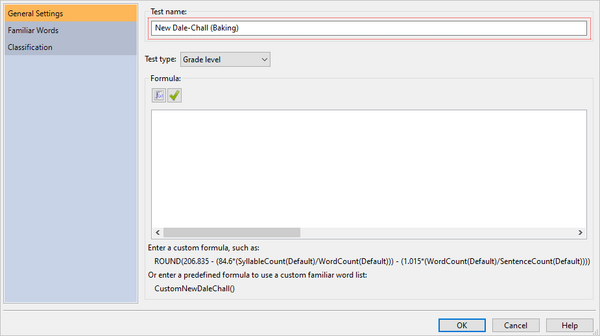 General Settings
Familiar Words
Classification
Test name:
New Dale-Chall (Baking)
Test type: Grade level
Formula:
Enter a custom formula, such as:
ROUND(206.835 - (84.6*(SyllableCount(Default)/WordCount(Default))) - (1.015*(WordCount(Default)/SentenceCount(Default))))
Or enter a predefined formula to use a custom familiar word list:
CustomNewDaleChall()
OK Cancel Help